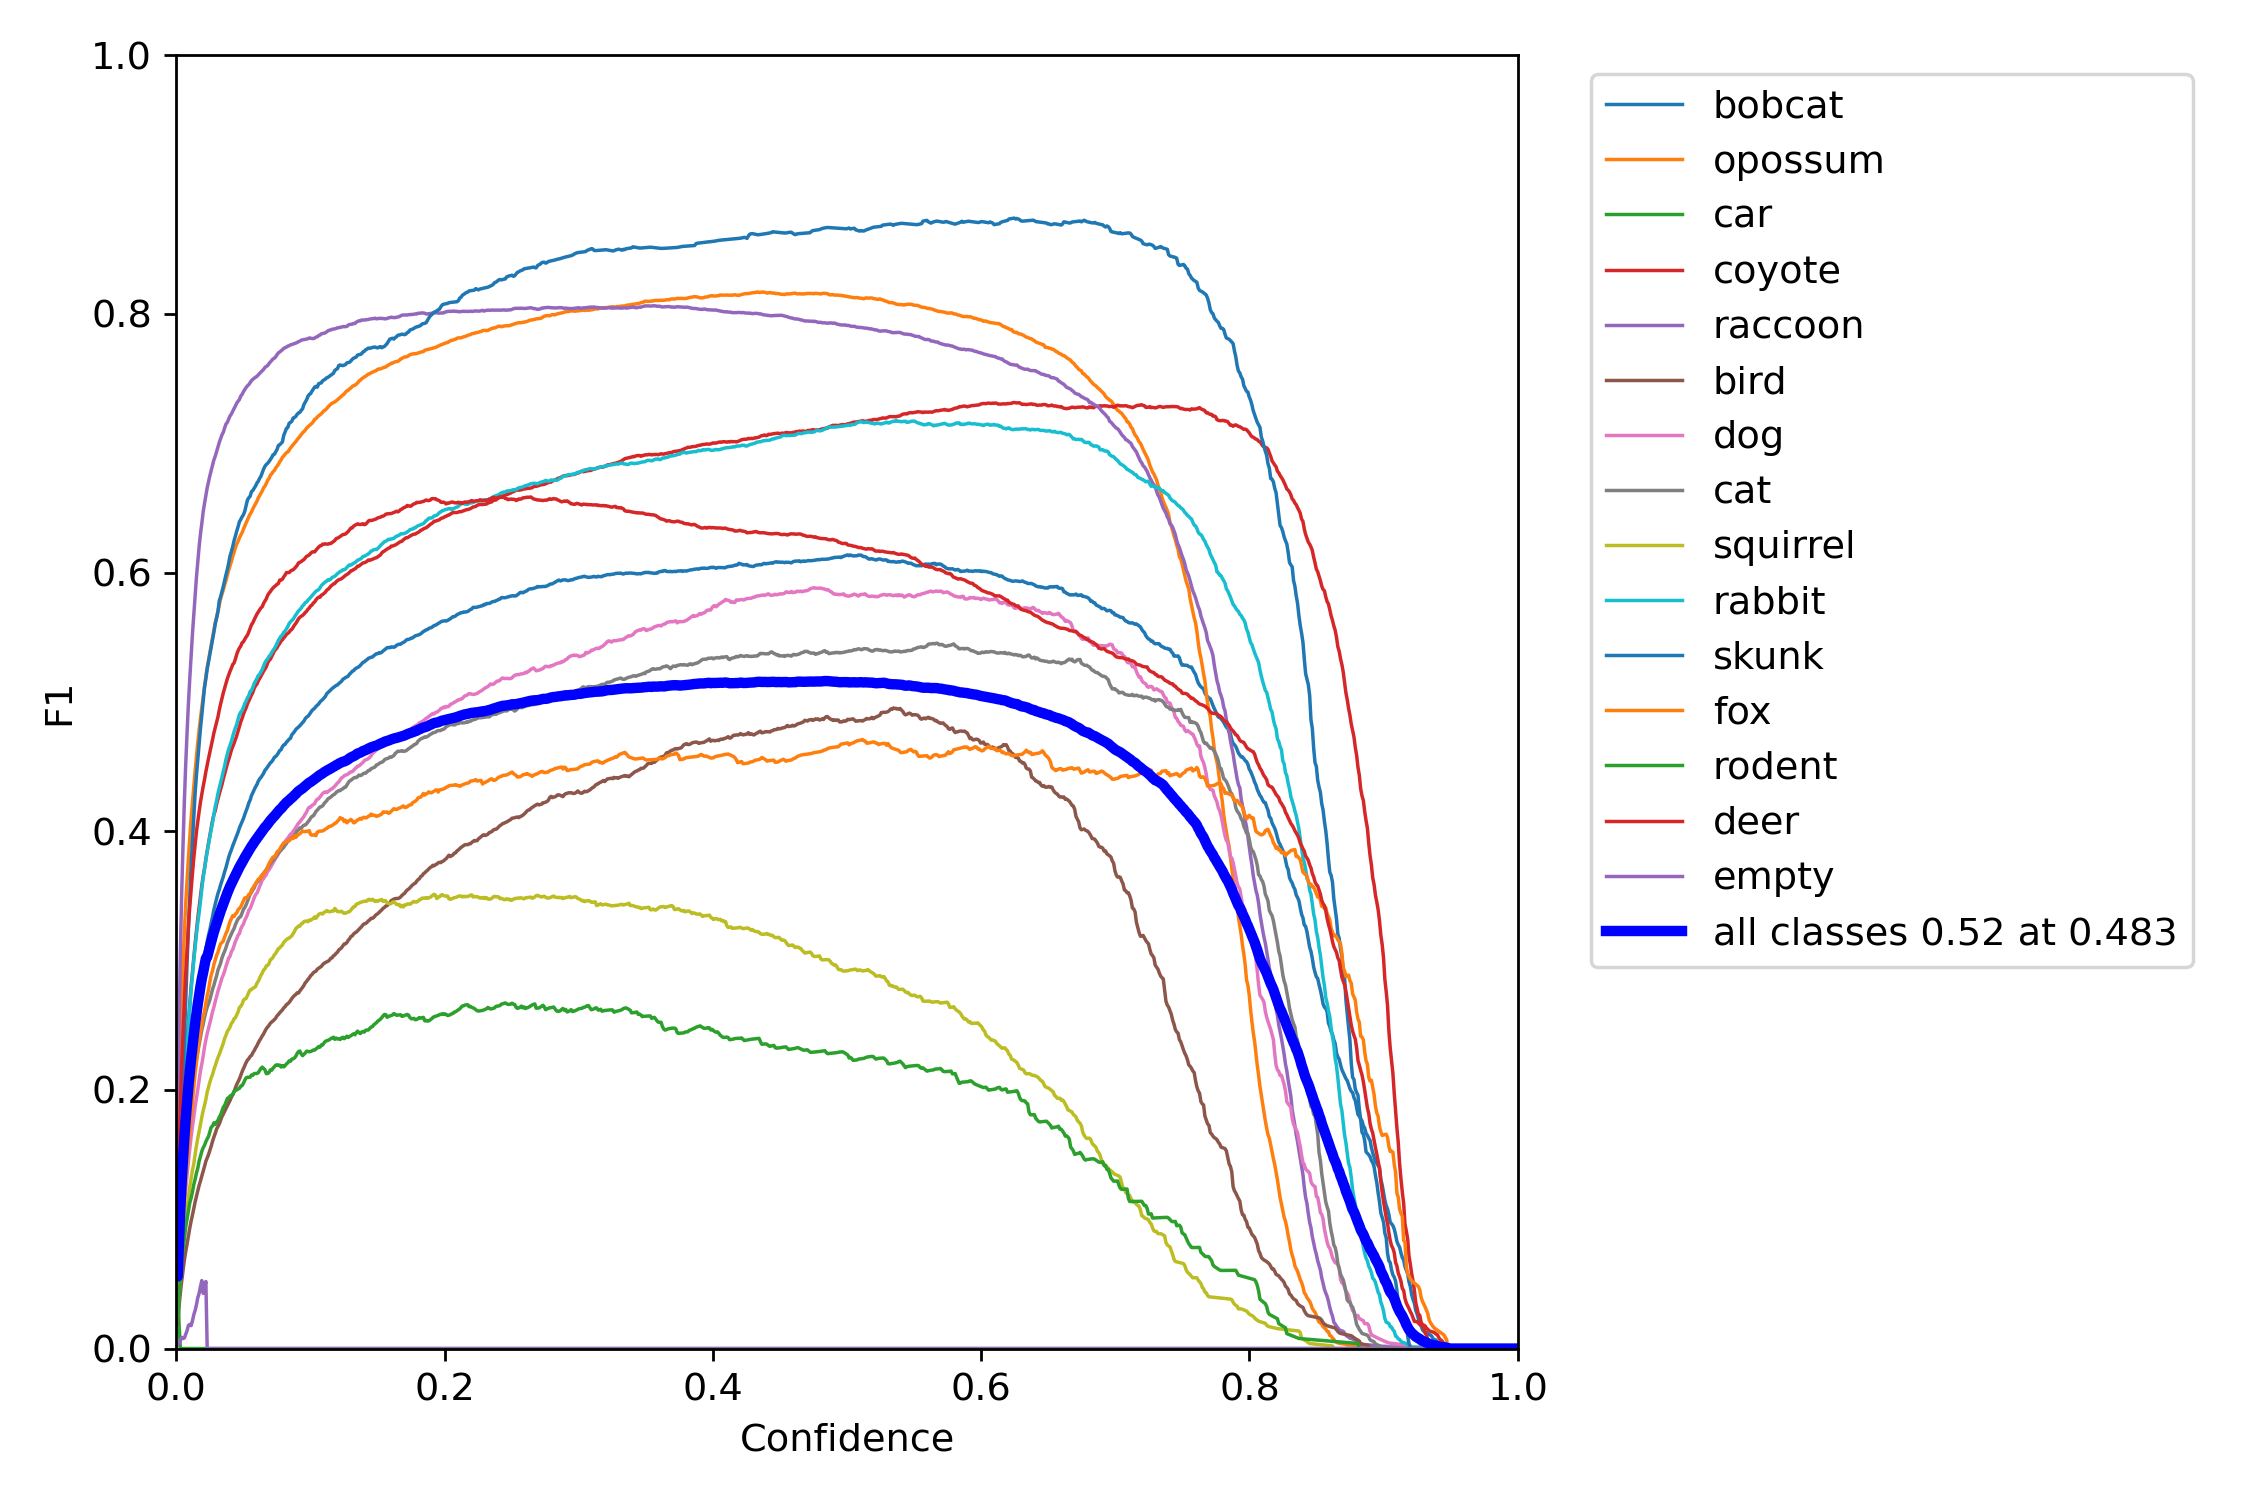 1.0
0.8
0.6
0.4
0.2
0.0
F1
0.0 0.2 0.4 0.6 0.8 1.0
Confidence
bobcat
opossum
car
coyote
raccoon
bird
dog
cat
squirrel
rabbit
skunk
fox
rodent
deer
empty
all classes 0.52 at 0.483